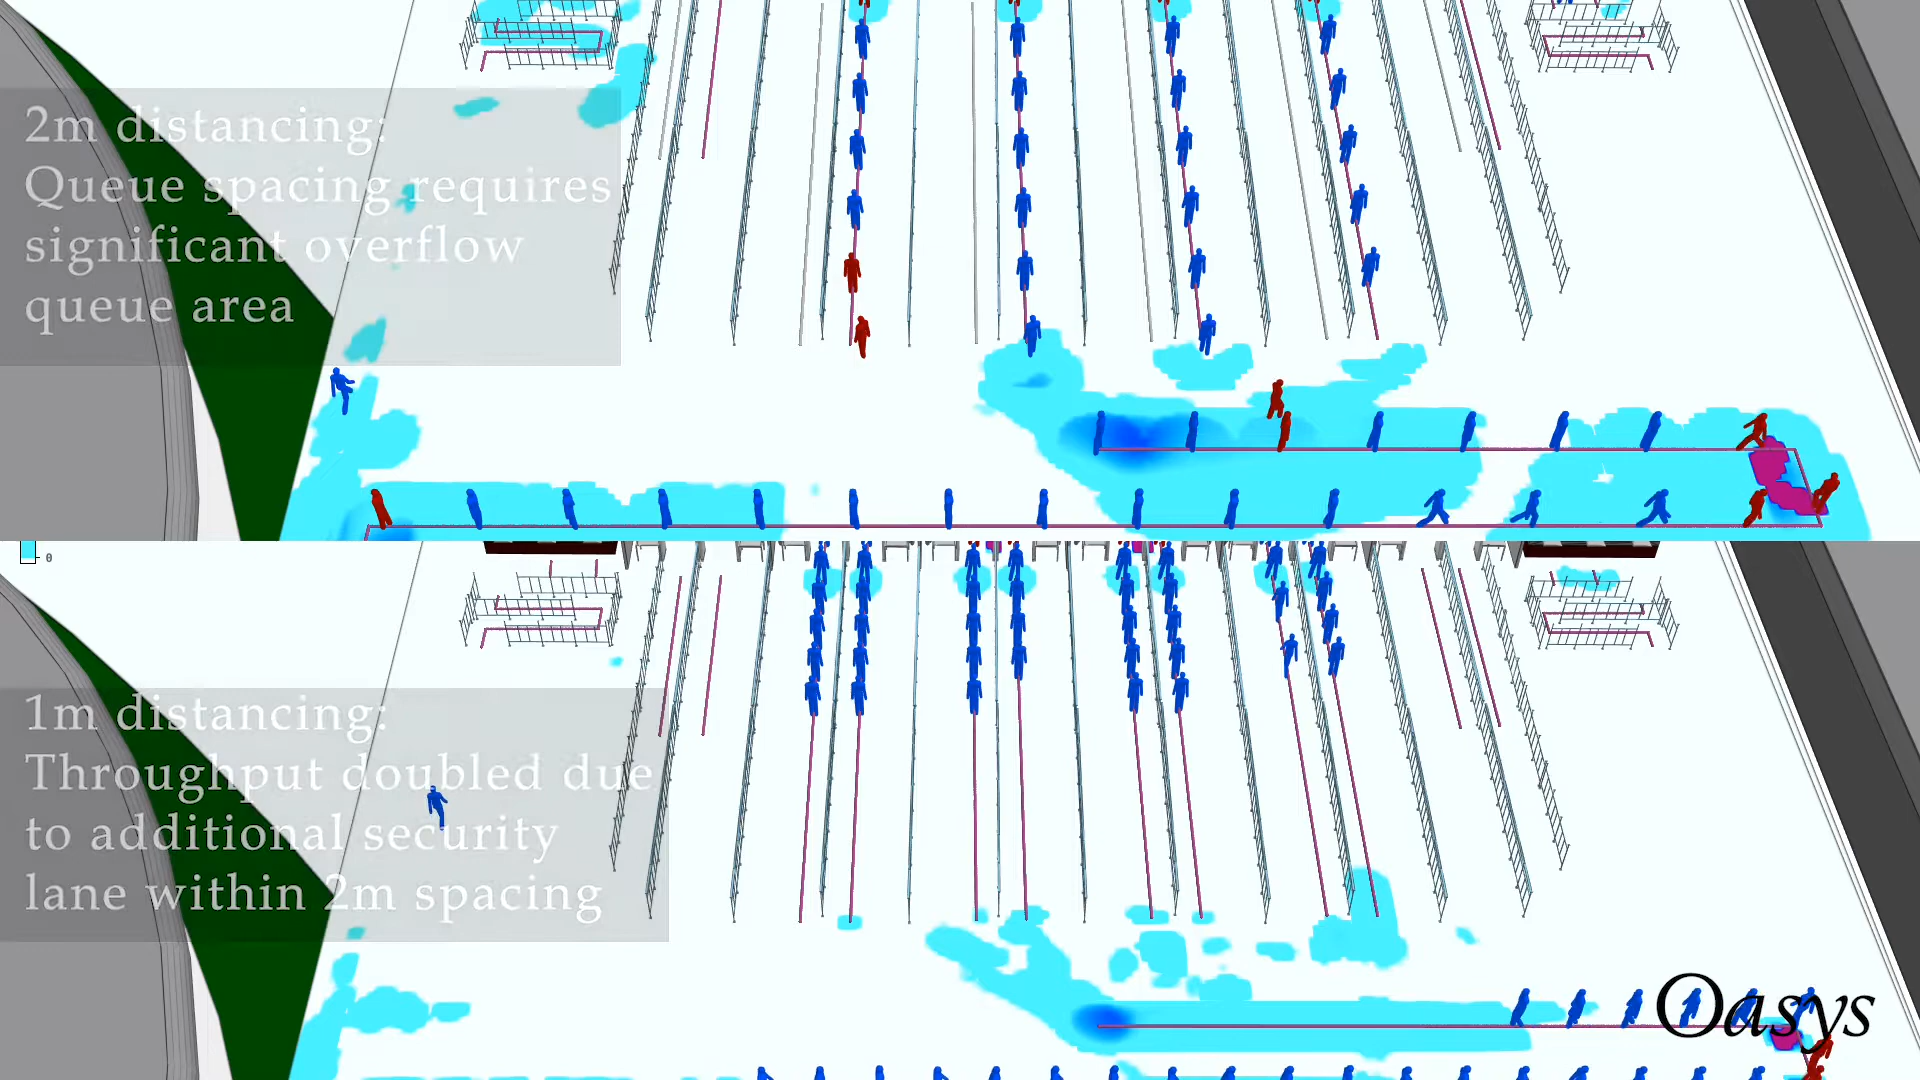 2m distancing:
Queue spacing requires
significant overflow
queue area
0
1m distancing:
Throughput doubled due
to additional security
lane within 2m spacing
Oasys